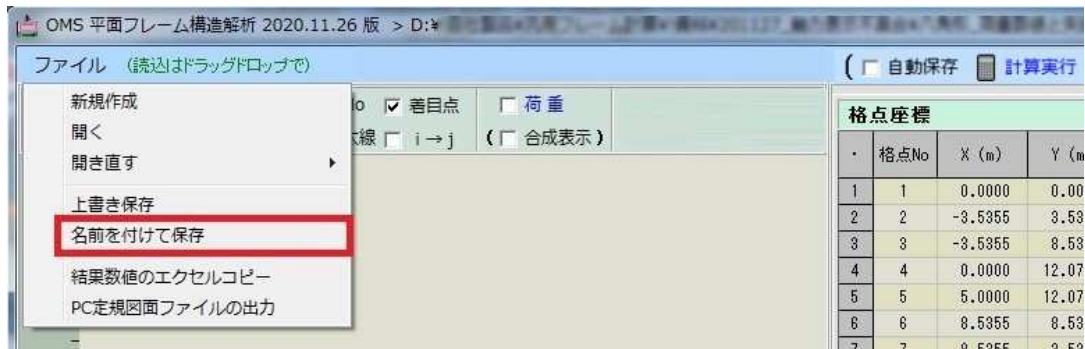 OMS 平面フレーム構造解析 2020.11.26 版 > D:¥
ファイル (読込はドラッグドロップで)
( 自動保存 計算実行
新規作成
開く
開き直す
上書き保存
名前を付けて保存
結果数値のエクセルコピー
PC定規図面ファイルの出力
着目点 荷重
線 i→j ( 合成表示 )
格点座標
・ 格点No X (m) Y
1 1 0.0000 0.00
2 2 -3.5355 3.53
3 3 -3.5355 8.53
4 4 0.0000 12.07
5 5 5.0000 12.07
6 6 8.5355 8.53